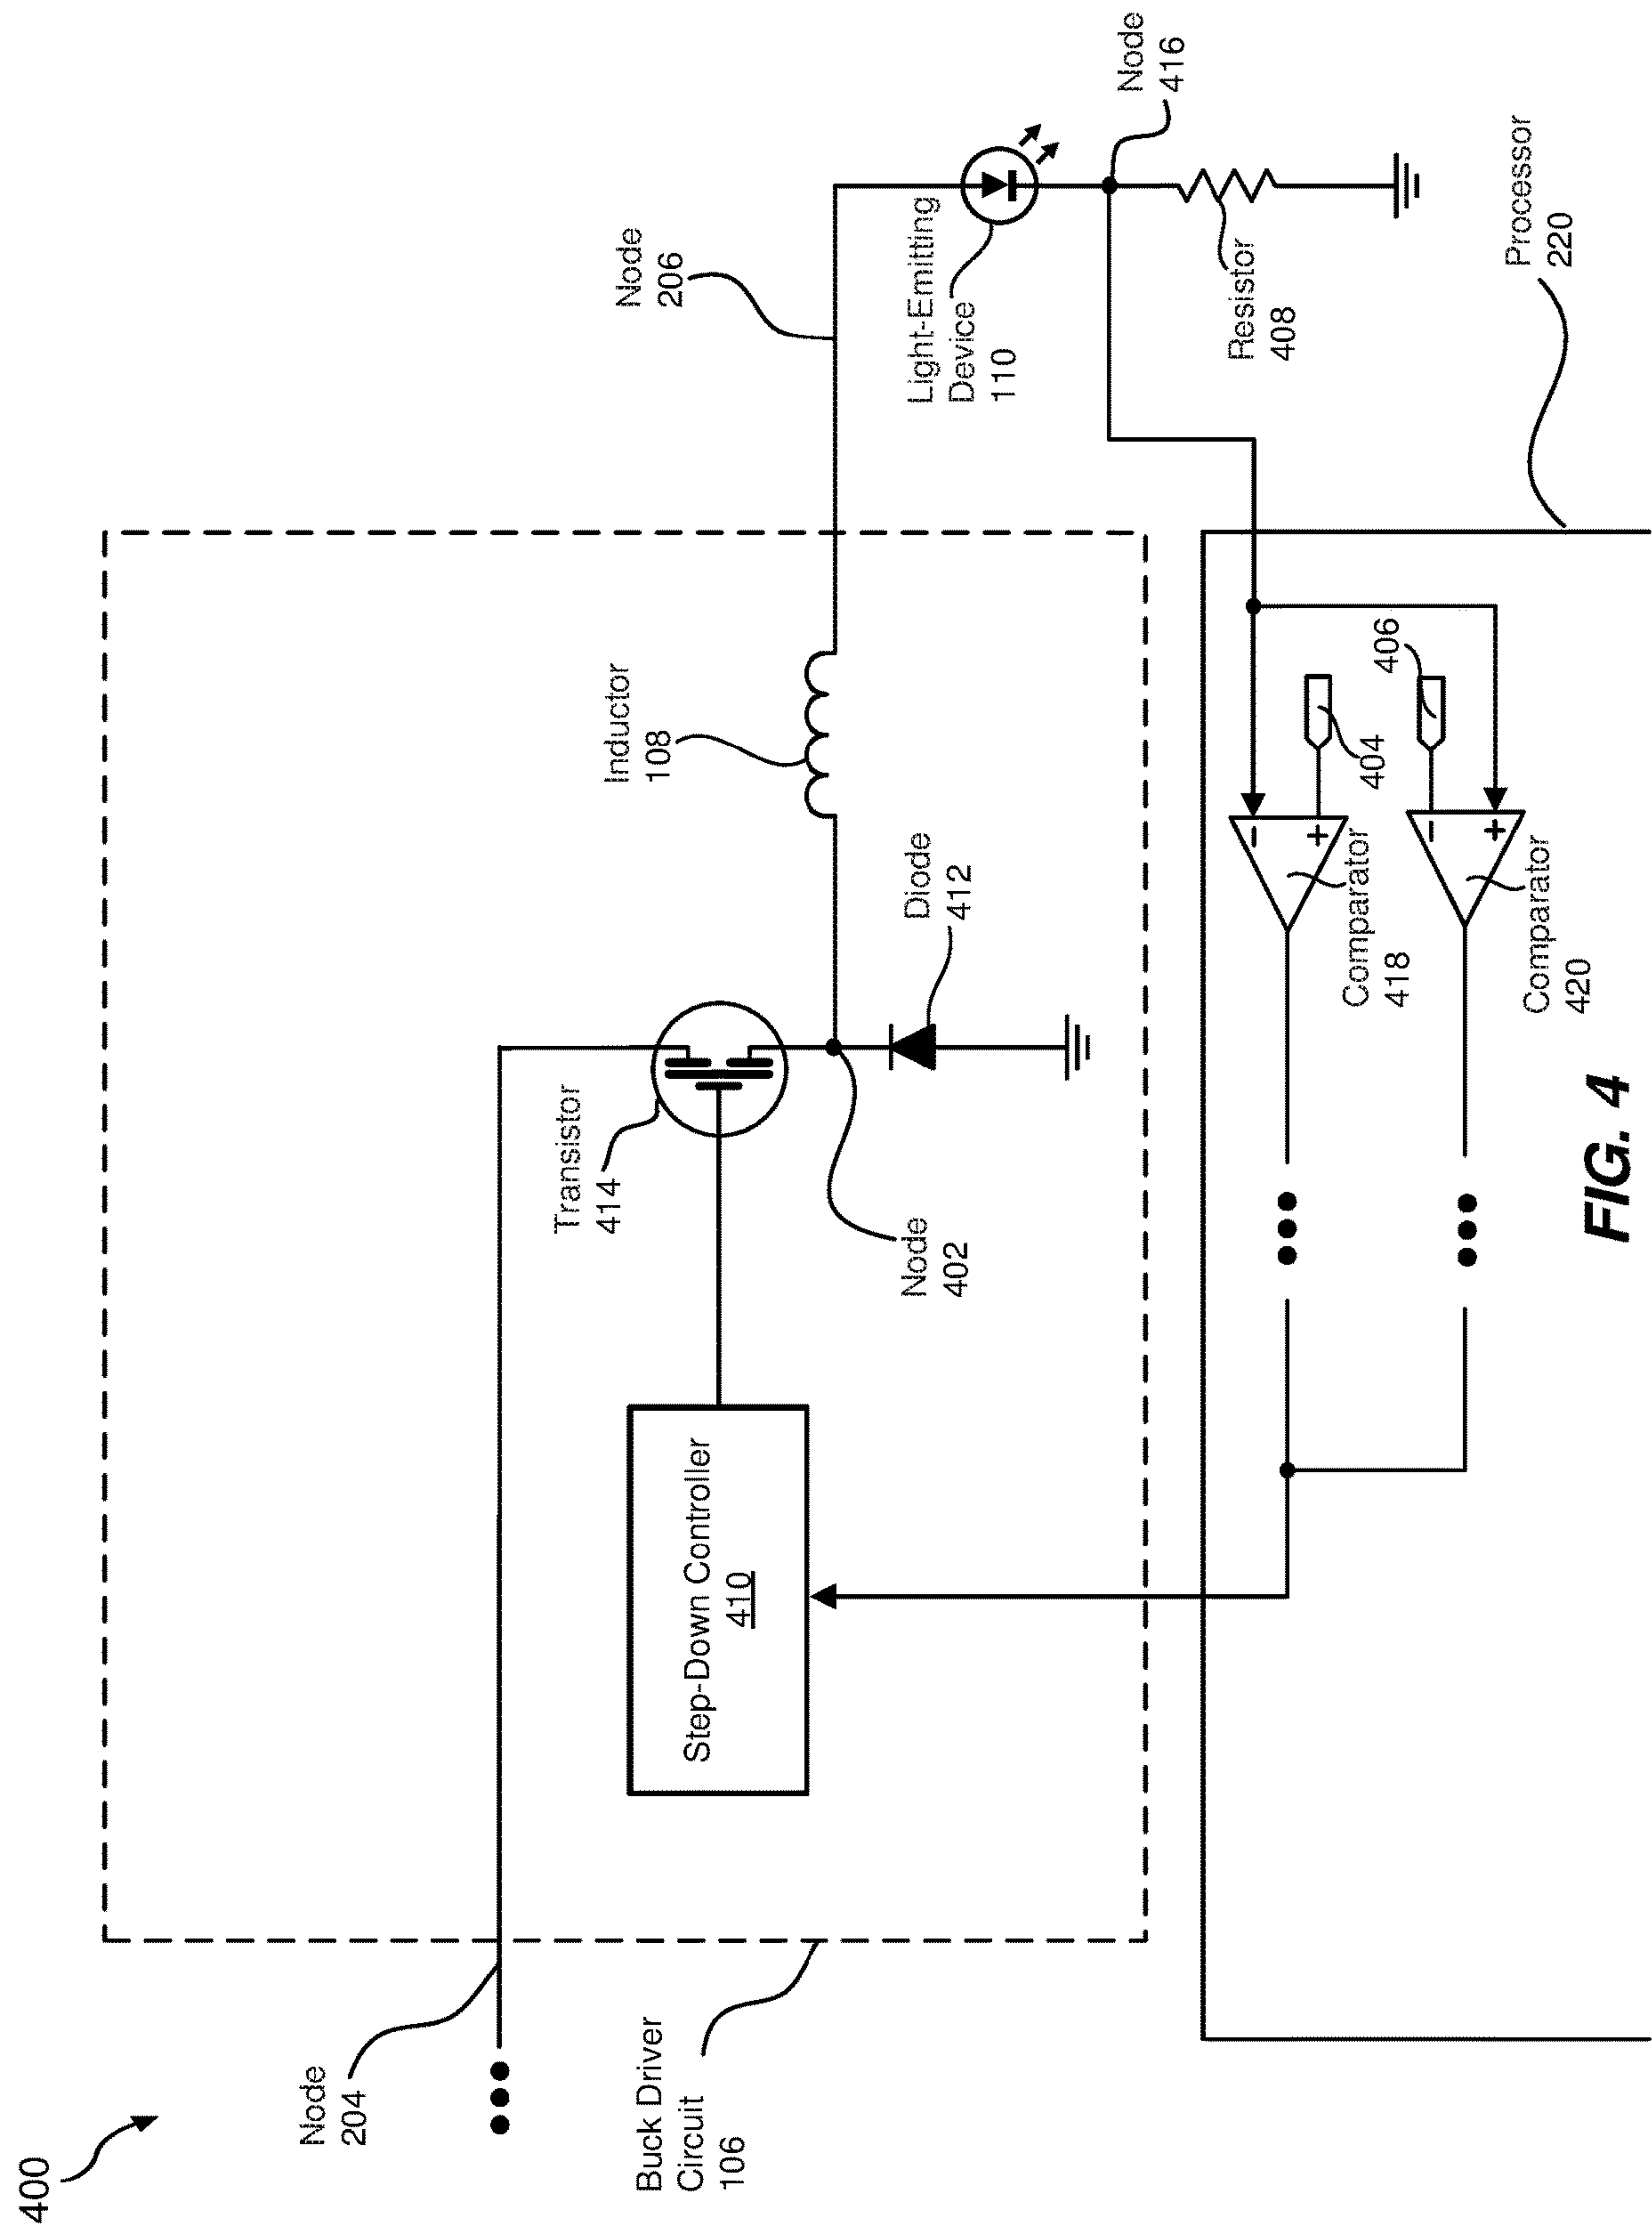 400
Node
204
Buck Driver
Circuit
106
Step-Down Controller
410
Transistor
414
Node
402
Diode
412
Inductor
108
Node
206
Light-Emitting
Device
110
Node
416
Resistor
408
Processor
220
−
+
404
Comparator
418
406
−
+
Comparator
420
FIG. 4